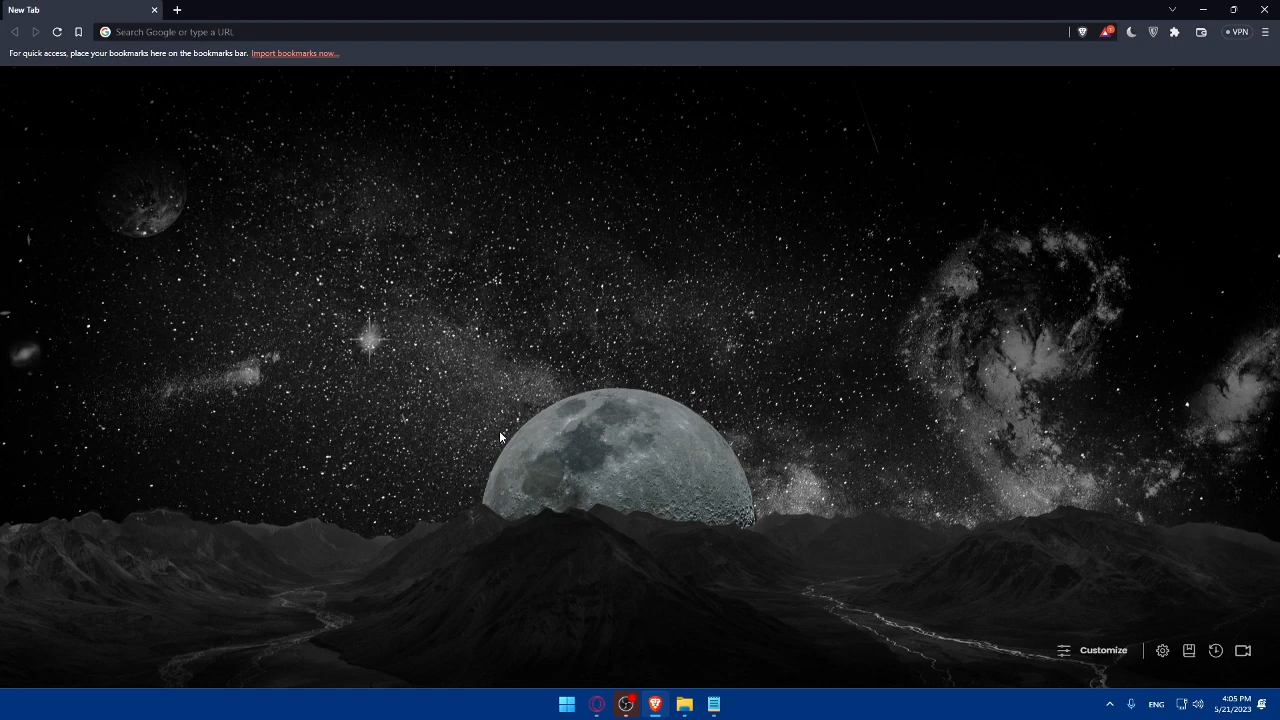 New Tab
Search Google or type a URL
VPN
For quick access, place your bookmarks here on the bookmarks bar. Import bookmarks now...
Customize
ENG
4:05 PM
5/21/2023